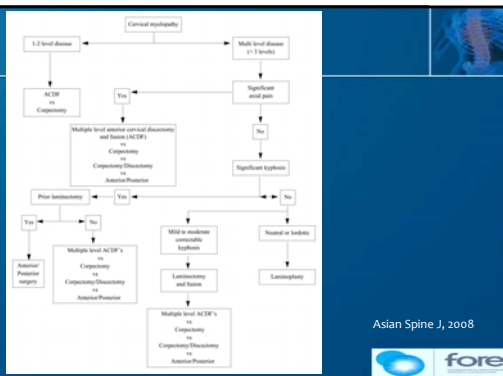 Cervical myelopathy
1-2 level disease
Multi level disease
(> 3 levels)
ACDF
vs
Corpectomy
Yes
Significant
axial pain
Multiple level anterior cervical discectomy
and fusion (ACDF)
vs
Corpectomy
vs
Corpectomy/Discectomy
vs
Anterior/Posterior
No
Significant kyphosis
Prior laminectomy
Yes
No
Yes
No
Mild to moderate
correctable
kyphosis
Neutral or lordotic
Anterior/
Posterior
surgery
Multiple level ACDF's
vs
Corpectomy
vs
Corpectomy/Discectomy
vs
Anterior/Posterior
Laminectomy
and fusion
Laminoplasty
Multiple level ACDF's
vs
Corpectomy
vs
Corpectomy/Discectomy
vs
Anterior/Posterior
Asian Spine J, 2008
fore